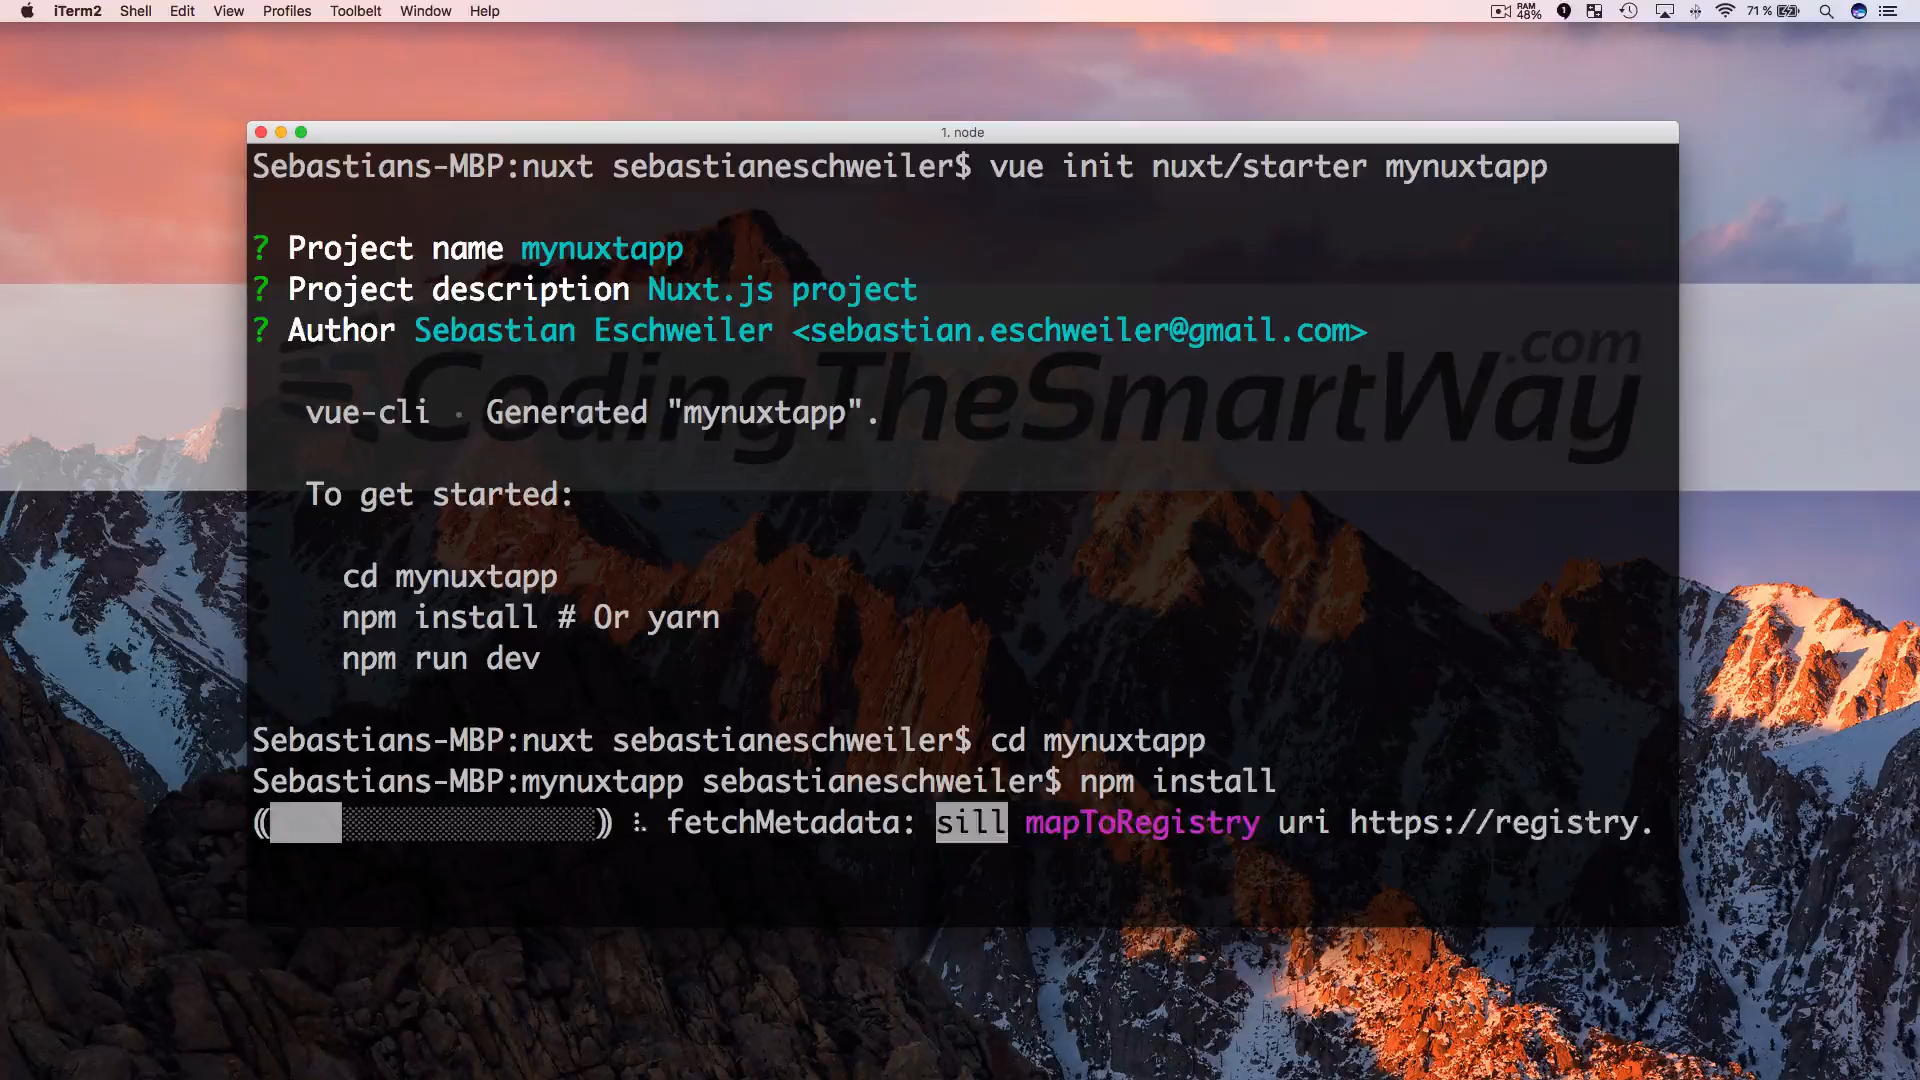 iTerm2 Shell Edit View Profiles Toolbelt Window Help RAM 48% 71 %
1. node
Sebastians-MBP:nuxt sebastianeschweiler$ vue init nuxt/starter mynuxtapp
? Project name mynuxtapp
? Project description Nuxt.js project
? Author Sebastian Eschweiler <sebastian.eschweiler@gmail.com>
CodingTheSmartWay.com
vue-cli · Generated "mynuxtapp".
To get started:
cd mynuxtapp
npm install # Or yarn
npm run dev
Sebastians-MBP:nuxt sebastianeschweiler$ cd mynuxtapp
Sebastians-MBP:mynuxtapp sebastianeschweiler$ npm install
fetchMetadata: sill mapToRegistry uri https://registry.